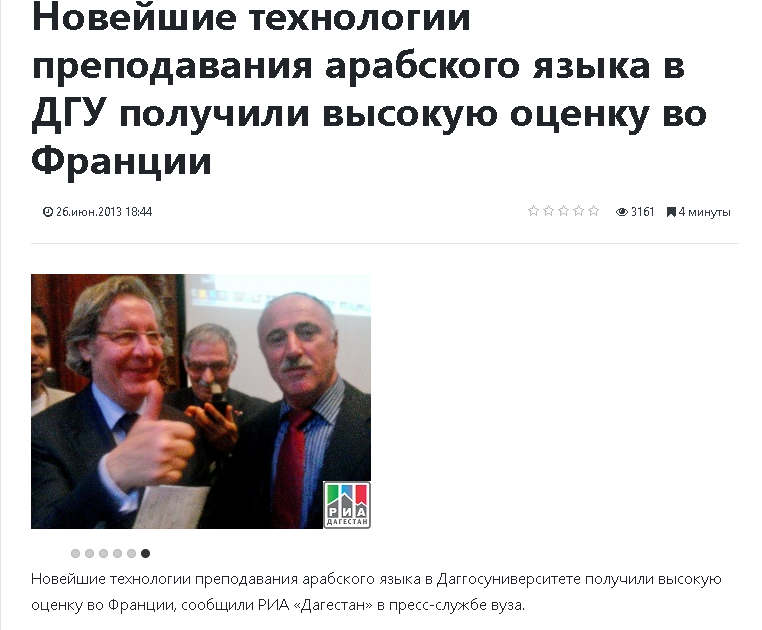 Новейшие технологии
преподавания арабского языка в
ДГУ получили высокую оценку во
Франции
26.июн.2013 18:44
3161
4 минуты
РИА
ДАГЕСТАН
Новейшие технологии преподавания арабского языка в Даггосуниверситете получили высокую
оценку во Франции, сообщили РИА «Дагестан» в пресс-службе вуза.